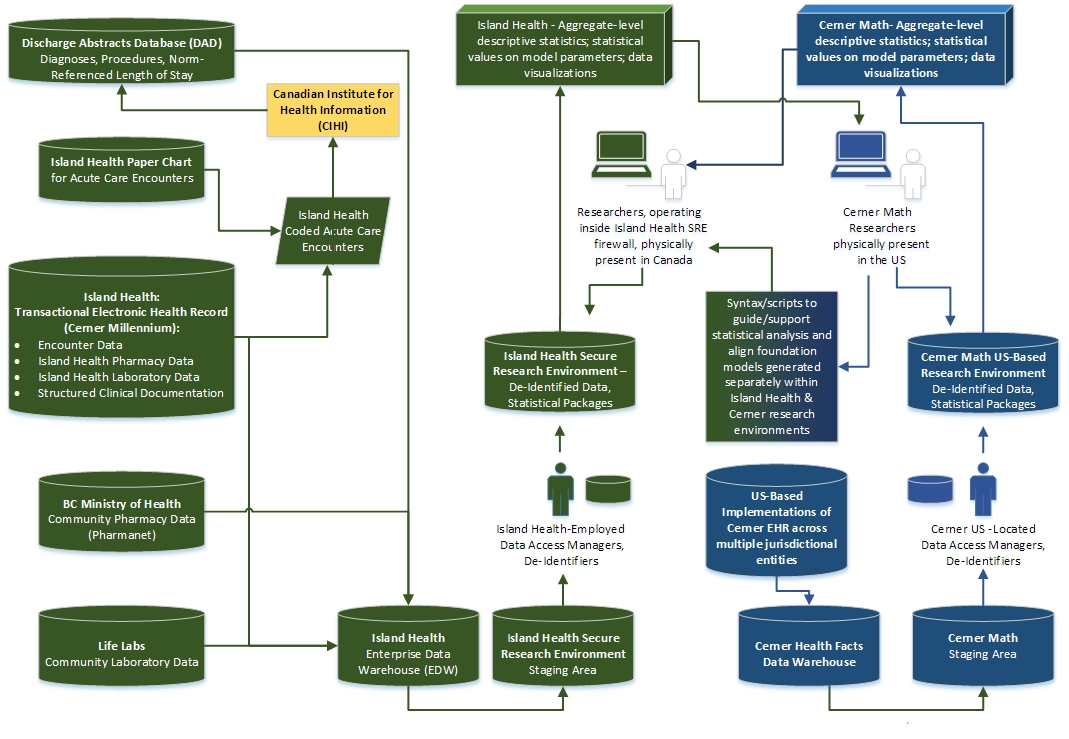 Discharge Abstracts Database (DAD)
Diagnoses, Procedures, Norm-
Referenced Length of Stay
Canadian Institute for
Health Information
(CIHI)
Island Health Paper Chart
for Acute Care Encounters
Island Health
Coded Acute Care
Encounters
Island Health:
Transactional Electronic Health Record
(Cerner Millennium):
• Encounter Data
• Island Health Pharmacy Data
• Island Health Laboratory Data
• Structured Clinical Documentation
BC Ministry of Health
Community Pharmacy Data
(Pharmanet)
Life Labs
Community Laboratory Data
Island Health
Enterprise Data
Warehouse (EDW)
Island Health Secure
Research Environment
Staging Area
Island Health-Employed
Data Access Managers,
De-Identifiers
Island Health Secure
Research Environment –
De-Identified Data,
Statistical Packages
Island Health - Aggregate-level
descriptive statistics; statistical
values on model parameters; data
visualizations
Researchers, operating
inside Island Health SRE
firewall, physically
present in Canada
Cerner Math- Aggregate-level
descriptive statistics; statistical
values on model parameters; data
visualizations
Cerner Math
Researchers
physically present
in the US
Syntax/scripts to
guide/support
statistical analysis and
align foundation
models generated
separately within
Island Health &
Cerner research
environments
Cerner Math US-Based
Research Environment
De-Identified Data,
Statistical Packages
US-Based
Implementations of
Cerner EHR across
multiple jurisdictional
entities
Cerner US -Located
Data Access Managers,
De-Identifiers
Cerner Health Facts
Data Warehouse
Cerner Math
Staging Area